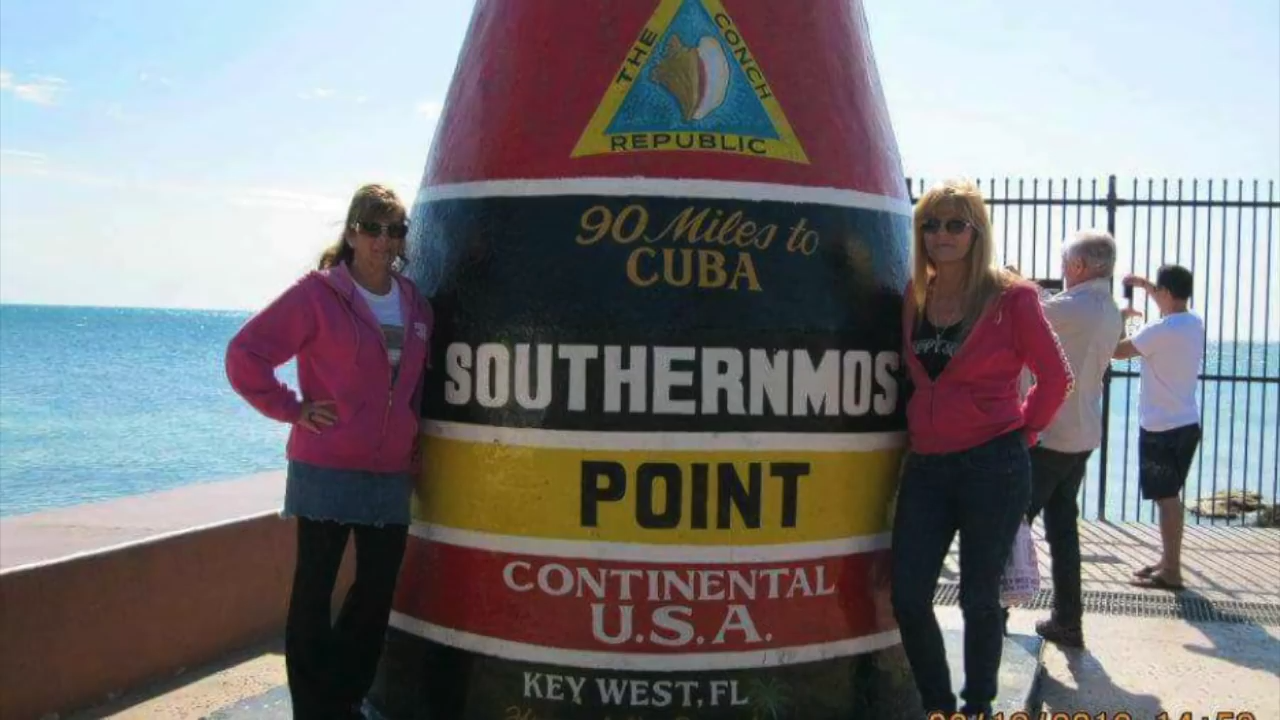 THE CONCH
REPUBLIC
90 Miles to
CUBA
SOUTHERNMOS
POINT
CONTINENTAL
U.S.A.
KEY WEST, FL